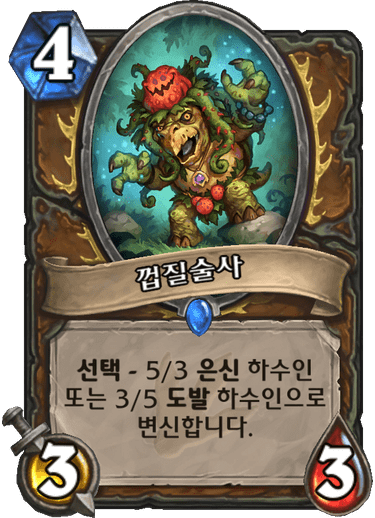 4
껍질술사
선택 - 5/3 은신 하수인
또는 3/5 도발 하수인으로
변신합니다.
3
3